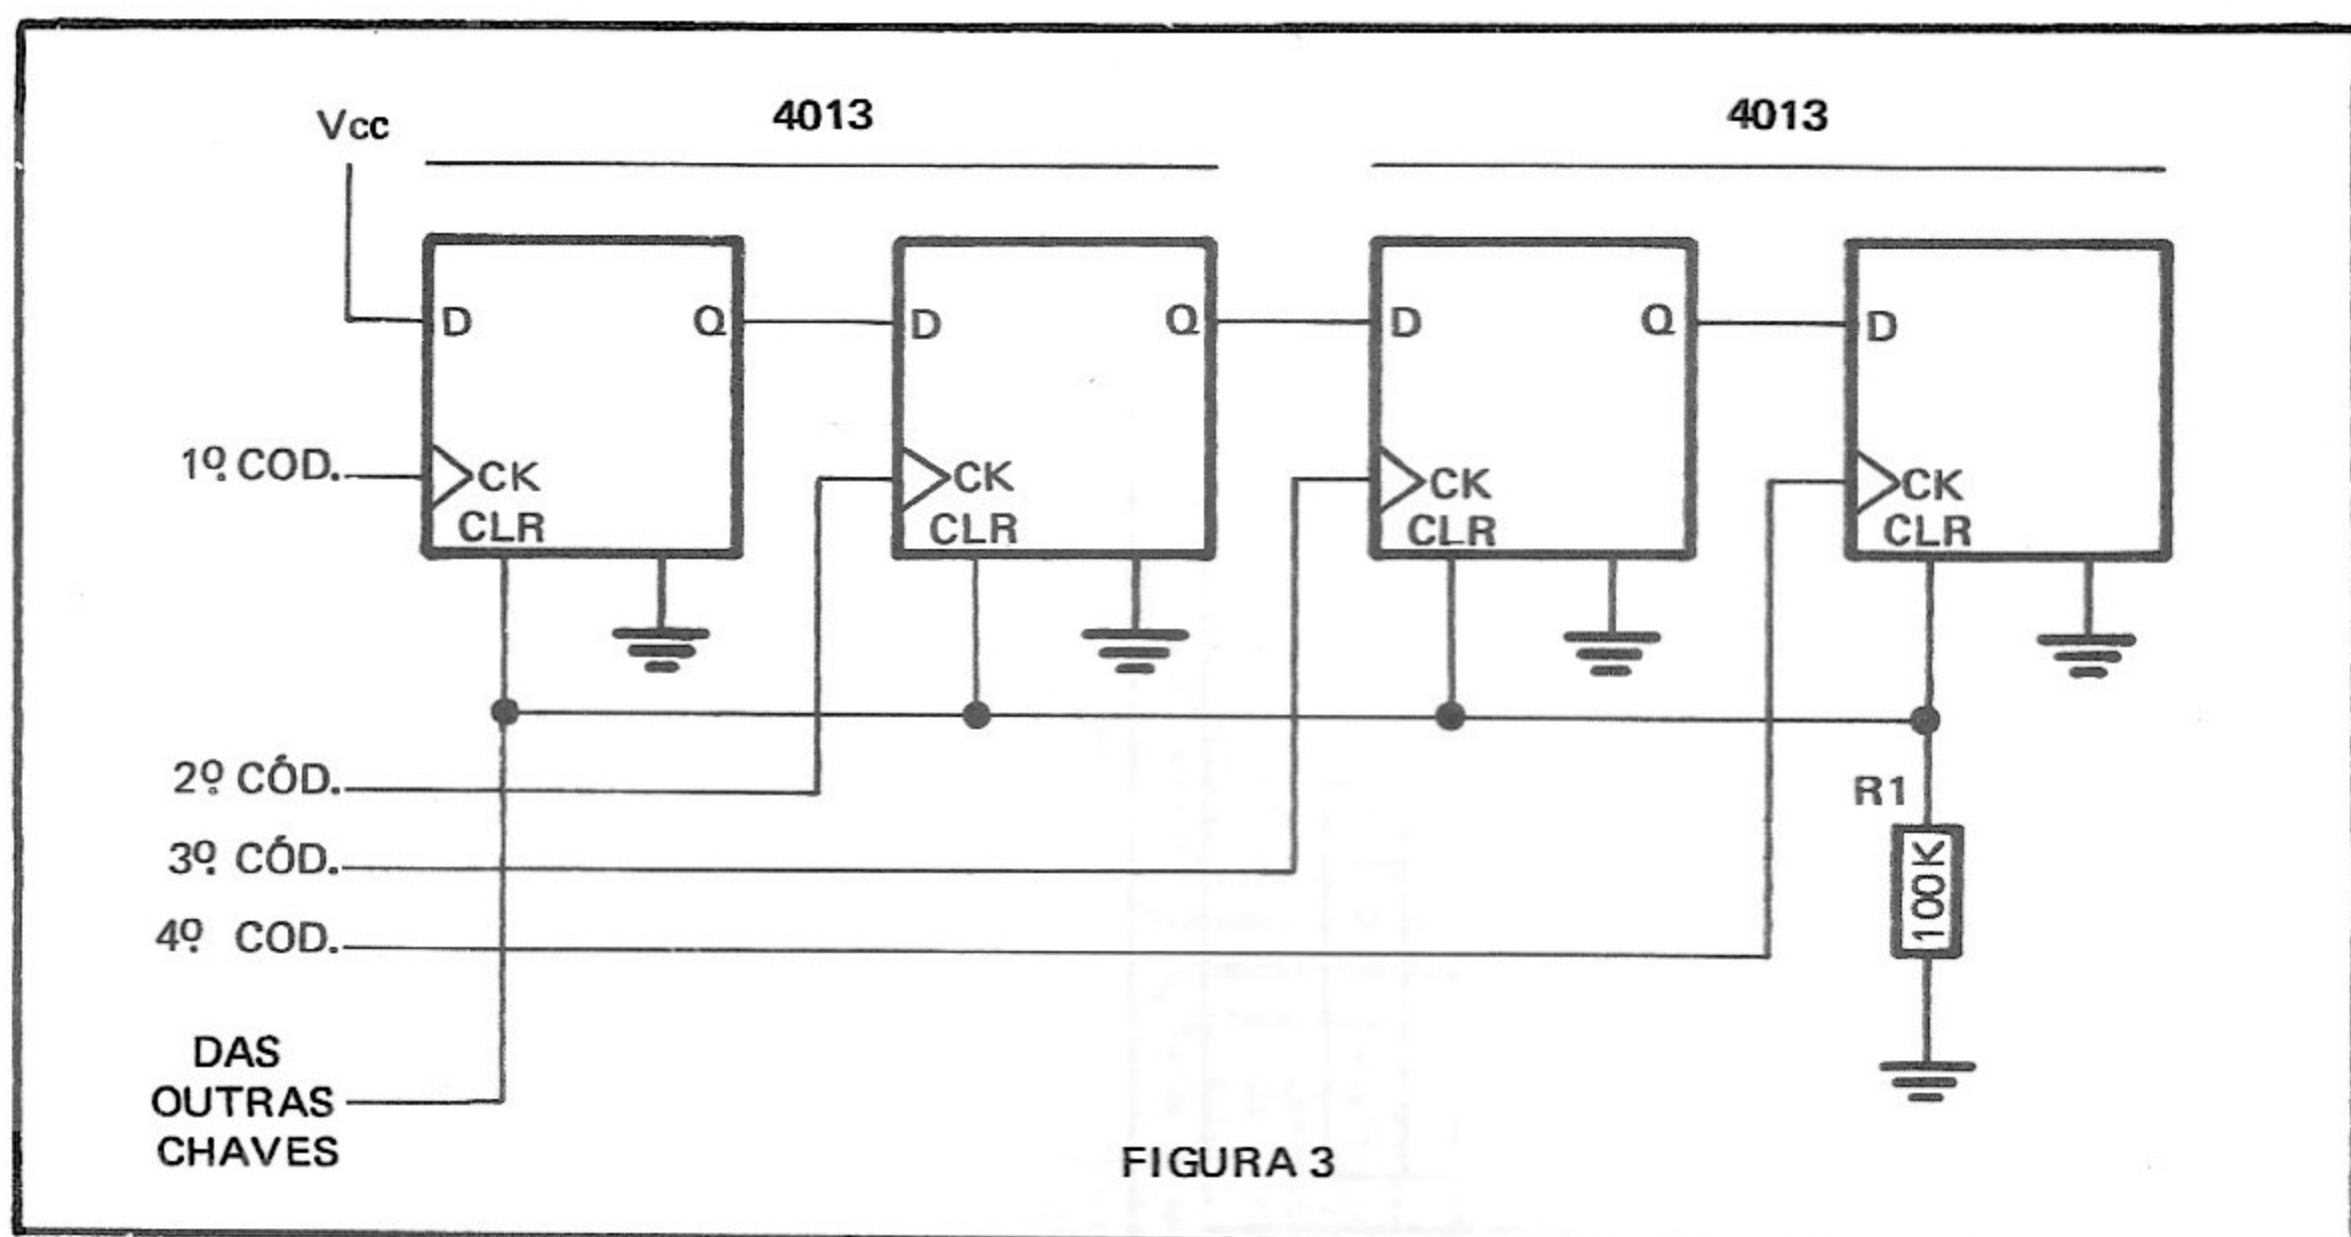 Vcc
4013
4013
D
Q
D
Q
D
Q
D
1º. COD.
CK
CK
CK
CK
CLR
CLR
CLR
CLR
2º. CÓD.
R1
3º. CÓD.
100K
4º. COD.
DAS
OUTRAS
CHAVES
FIGURA 3